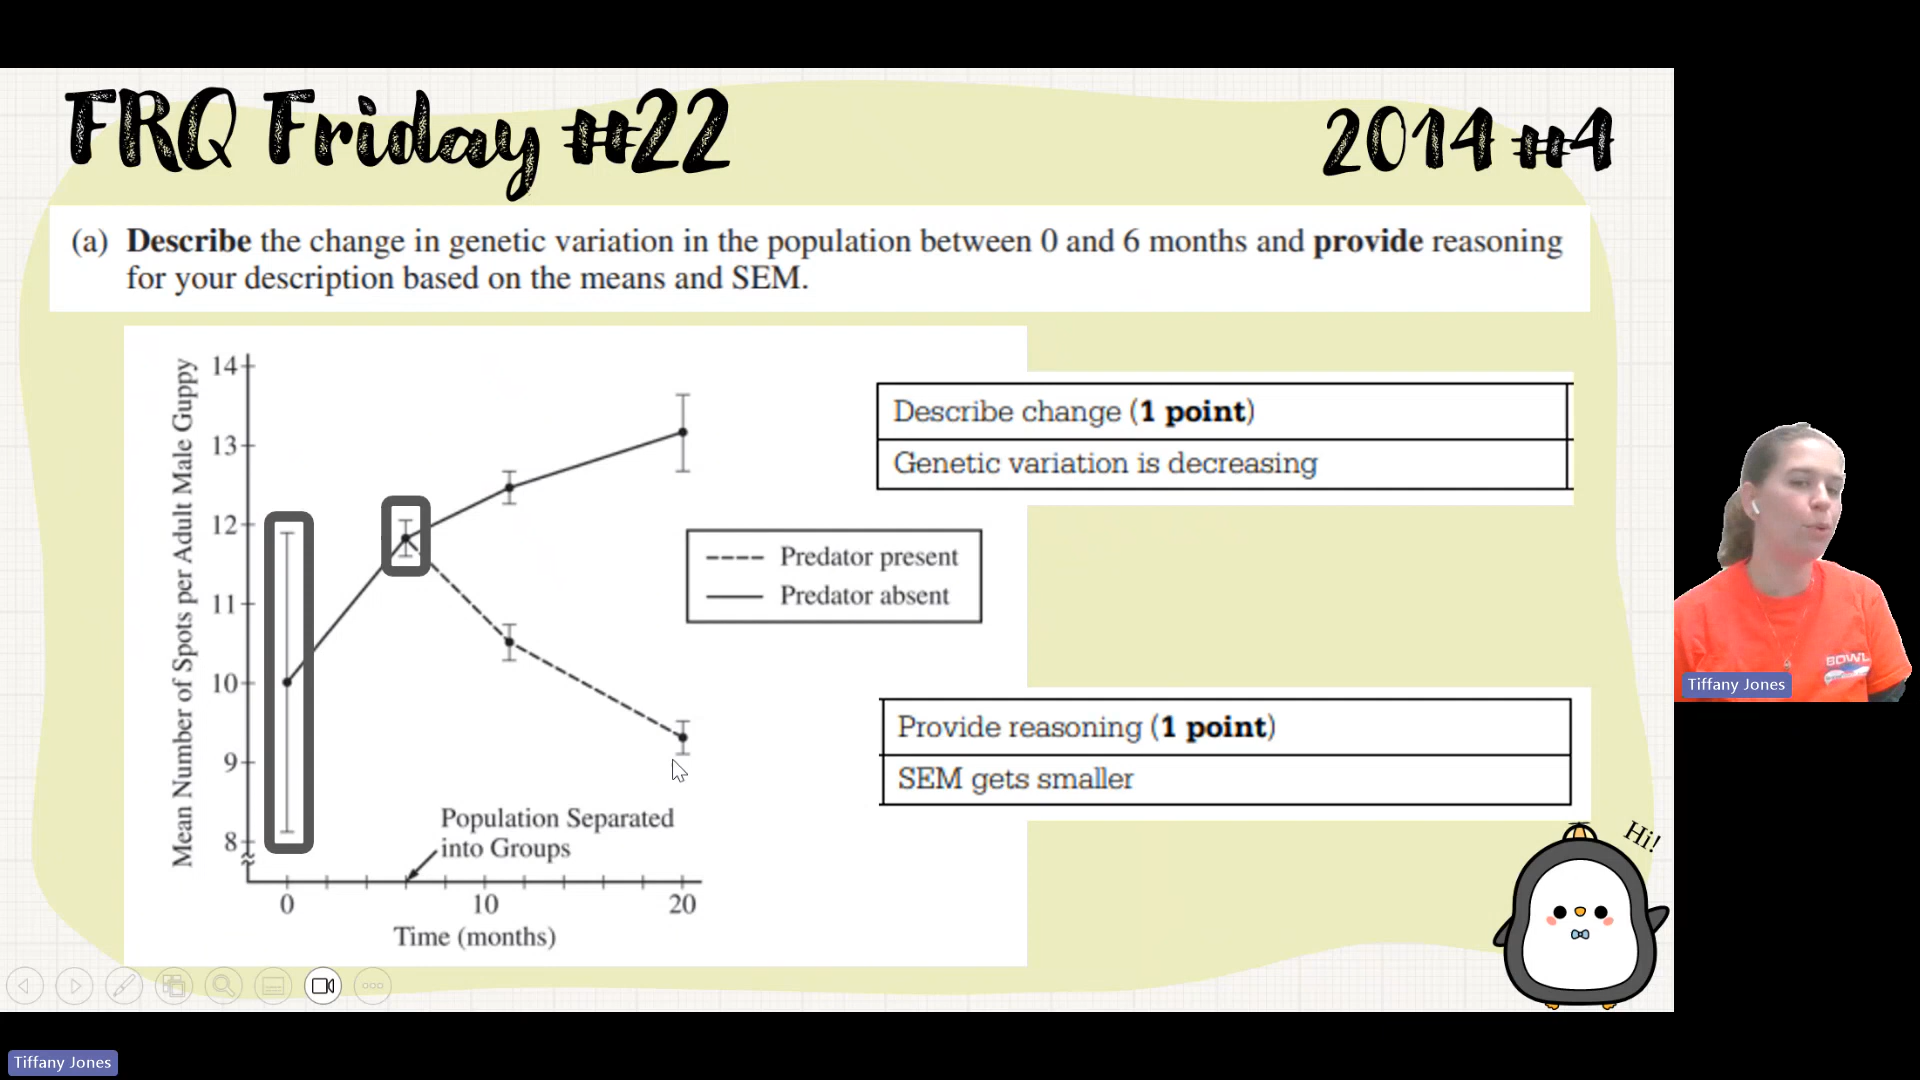 FRQ Friday #22
2014 #4
(a) Describe the change in genetic variation in the population between 0 and 6 months and provide reasoning
for your description based on the means and SEM.
Mean Number of Spots per Adult Male Guppy
14
13
12
11
10
9
8
Describe change (1 point)
Genetic variation is decreasing
Predator present
Predator absent
Provide reasoning (1 point)
SEM gets smaller
Population Separated
into Groups
0
10
20
Time (months)
Hi!
BOWL
Tiffany Jones
Tiffany Jones